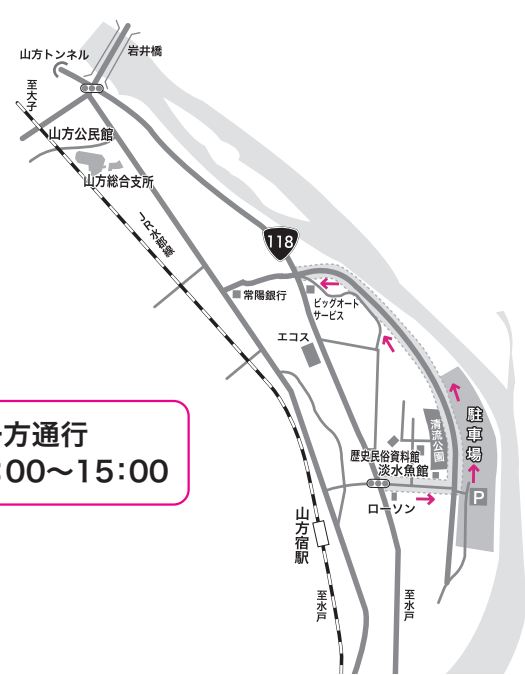 山方トンネル
岩井橋
至大子
山方公民館
山方総合支所
JR水郡線
118
常陽銀行
ビッグオート
サービス
エコス
方通行
:00〜15:00
清流公園
駐車場
歴史民俗資料館
淡水魚館
P
ローソン
山方宿駅
至水戸
至水戸